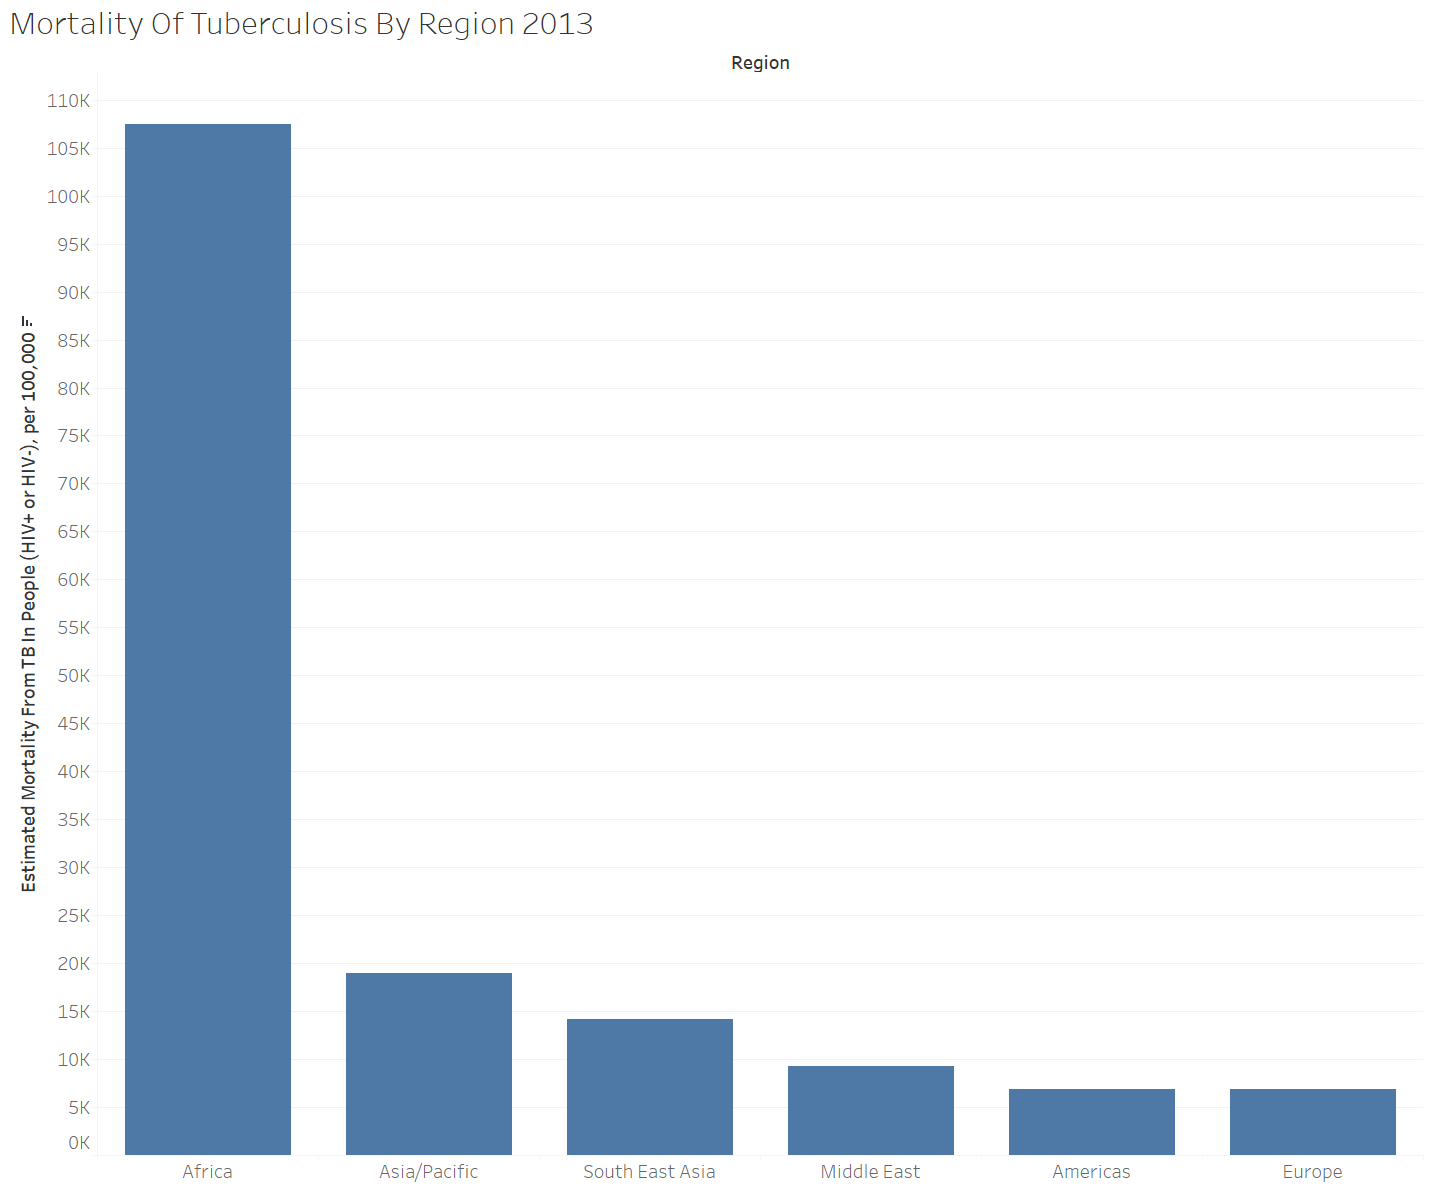 Mortality Of Tuberculosis By Region 2013
Region
Estimated Mortality From TB In People (HIV+ or HIV-), per 100,000
110K
105K
100K
95K
90K
85K
80K
75K
70K
65K
60K
55K
50K
45K
40K
35K
30K
25K
20K
15K
10K
5K
0K
Africa
Asia/Pacific
South East Asia
Middle East
Americas
Europe